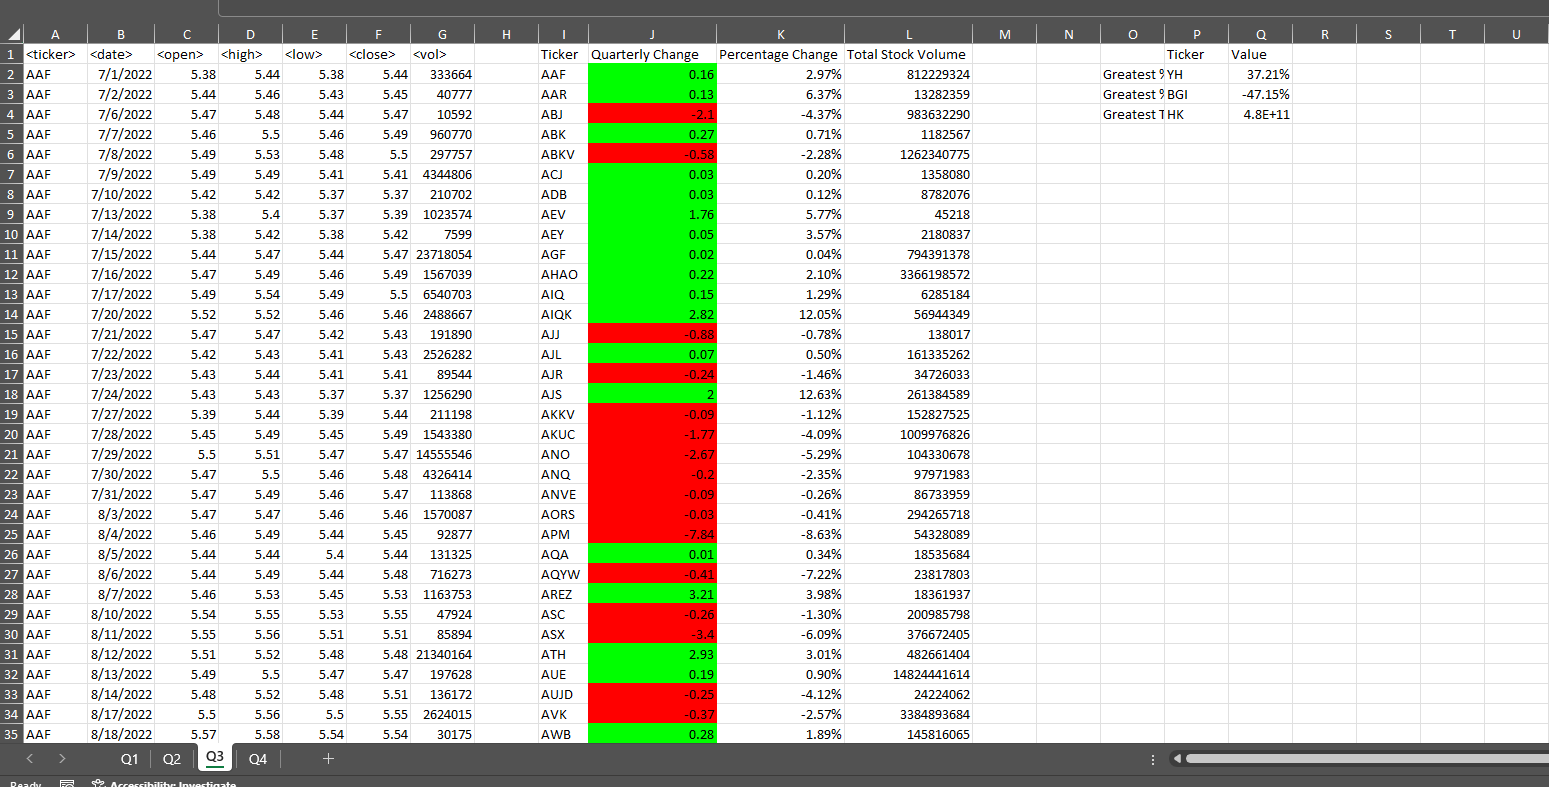 A B C D E F G H I J K L M N O P Q R S T U
1 <ticker> <date> <open> <high> <low> <close> <vol> Ticker Quarterly Change Percentage Change Total Stock Volume Ticker Value
2 AAF 7/1/2022 5.38 5.44 5.38 5.44 333664 AAF 0.16 2.97% 812229324 Greatest % YH 37.21%
3 AAF 7/2/2022 5.44 5.46 5.43 5.45 40777 AAR 0.13 6.37% 13282359 Greatest % BGI -47.15%
4 AAF 7/6/2022 5.47 5.48 5.44 5.47 10592 ABJ -2.1 -4.37% 983632290 Greatest T HK 4.8E+11
5 AAF 7/7/2022 5.46 5.5 5.46 5.49 960770 ABK 0.27 0.71% 1182567
6 AAF 7/8/2022 5.49 5.53 5.48 5.5 297757 ABKV -0.58 -2.28% 1262340775
7 AAF 7/9/2022 5.49 5.49 5.41 5.41 4344806 ACJ 0.03 0.20% 1358080
8 AAF 7/10/2022 5.42 5.42 5.37 5.37 210702 ADB 0.03 0.12% 8782076
9 AAF 7/13/2022 5.38 5.4 5.37 5.39 1023574 AEV 1.76 5.77% 45218
10 AAF 7/14/2022 5.38 5.42 5.38 5.42 7599 AEY 0.05 3.57% 2180837
11 AAF 7/15/2022 5.44 5.47 5.44 5.47 23718054 AGF 0.02 0.04% 794391378
12 AAF 7/16/2022 5.47 5.49 5.46 5.49 1567039 AHAO 0.22 2.10% 3366198572
13 AAF 7/17/2022 5.49 5.54 5.49 5.5 6540703 AIQ 0.15 1.29% 6285184
14 AAF 7/20/2022 5.52 5.52 5.46 5.46 2488667 AIQK 2.82 12.05% 56944349
15 AAF 7/21/2022 5.47 5.47 5.42 5.43 191890 AJJ -0.88 -0.78% 138017
16 AAF 7/22/2022 5.42 5.43 5.41 5.43 2526282 AJL 0.07 0.50% 161335262
17 AAF 7/23/2022 5.43 5.44 5.41 5.41 89544 AJR -0.24 -1.46% 34726033
18 AAF 7/24/2022 5.43 5.43 5.37 5.37 1256290 AJS 2 12.63% 261384589
19 AAF 7/27/2022 5.39 5.44 5.39 5.44 211198 AKKV -0.09 -1.12% 152827525
20 AAF 7/28/2022 5.45 5.49 5.45 5.49 1543380 AKUC -1.77 -4.09% 1009976826
21 AAF 7/29/2022 5.5 5.51 5.47 5.47 14555546 ANO -2.67 -5.29% 104330678
22 AAF 7/30/2022 5.47 5.5 5.46 5.48 4326414 ANQ -0.2 -2.35% 97971983
23 AAF 7/31/2022 5.47 5.49 5.46 5.47 113868 ANVE -0.09 -0.26% 86733959
24 AAF 8/3/2022 5.47 5.47 5.46 5.46 1570087 AORS -0.03 -0.41% 294265718
25 AAF 8/4/2022 5.46 5.49 5.44 5.45 92877 APM -7.84 -8.63% 54328089
26 AAF 8/5/2022 5.44 5.44 5.4 5.44 131325 AQA 0.01 0.34% 18535684
27 AAF 8/6/2022 5.44 5.49 5.44 5.48 716273 AQYW -0.41 -7.22% 23817803
28 AAF 8/7/2022 5.46 5.53 5.45 5.53 1163753 AREZ 3.21 3.98% 18361937
29 AAF 8/10/2022 5.54 5.55 5.53 5.55 47924 ASC -0.26 -1.30% 200985798
30 AAF 8/11/2022 5.55 5.56 5.51 5.51 85894 ASX -3.4 -6.09% 376672405
31 AAF 8/12/2022 5.51 5.52 5.48 5.48 21340164 ATH 2.93 3.01% 482661404
32 AAF 8/13/2022 5.49 5.5 5.47 5.47 197628 AUE 0.19 0.90% 14824441614
33 AAF 8/14/2022 5.48 5.52 5.48 5.51 136172 AUJD -0.25 -4.12% 24224062
34 AAF 8/17/2022 5.5 5.56 5.5 5.55 2624015 AVK -0.37 -2.57% 3384893684
35 AAF 8/18/2022 5.57 5.58 5.54 5.54 30175 AWB 0.28 1.89% 145816065
Q1 Q2 Q3 Q4
Ready Accessibility: Investigate